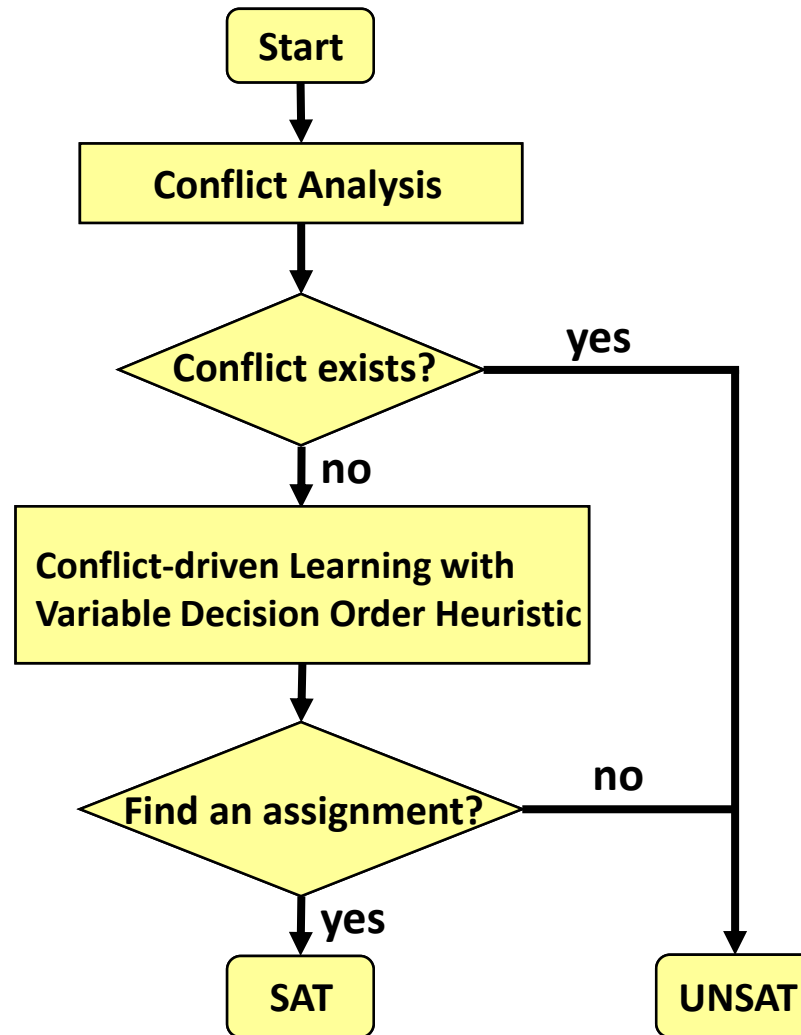 Start
Conflict Analysis
Conflict exists?
yes
no
Conflict-driven Learning with
Variable Decision Order Heuristic
Find an assignment?
no
yes
SAT
UNSAT